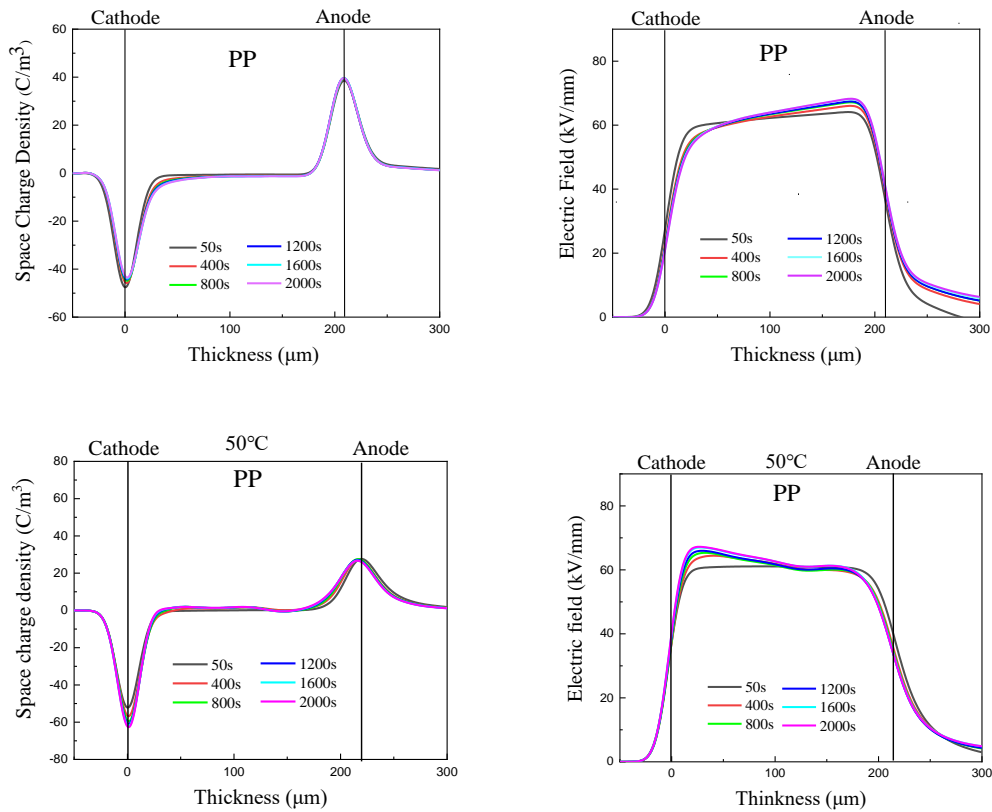 Cathode Anode
PP
Space Charge Density (C/m³)
60
40
20
0
-20
-40
-60
50s 1200s
400s 1600s
800s 2000s
0 100 200 300
Thickness (μm)
Cathode Anode
PP
Electric Field (kV/mm)
80
60
40
20
0
50s 1200s
400s 1600s
800s 2000s
0 100 200 300
Thickness (μm)
Cathode 50℃ Anode
PP
Space charge density (C/m³)
80
60
40
20
0
-20
-40
-60
-80
50s 1200s
400s 1600s
800s 2000s
0 100 200 300
Thickness (μm)
Cathode 50℃ Anode
PP
Electric field (kV/mm)
80
60
40
20
0
50s 1200s
400s 1600s
800s 2000s
0 100 200 300
Thinkness (μm)